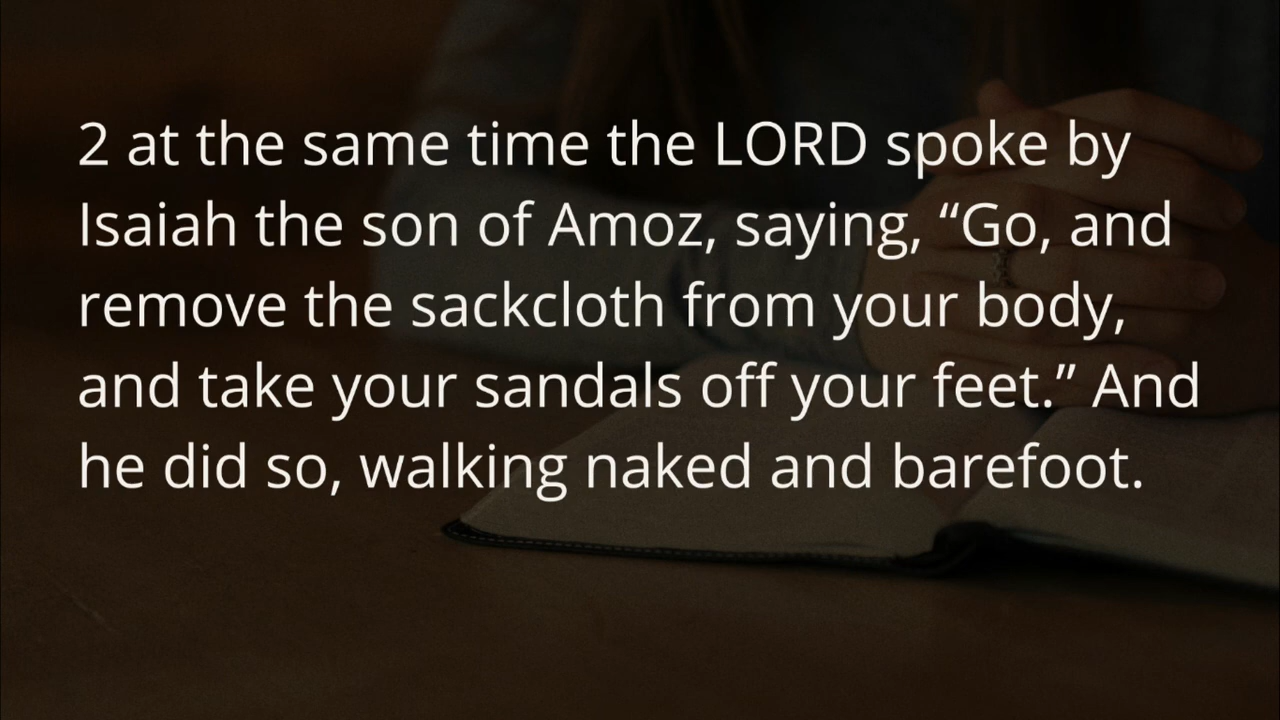 2 at the same time the LORD spoke by
Isaiah the son of Amoz, saying, “Go, and
remove the sackcloth from your body,
and take your sandals off your feet.” And
he did so, walking naked and barefoot.